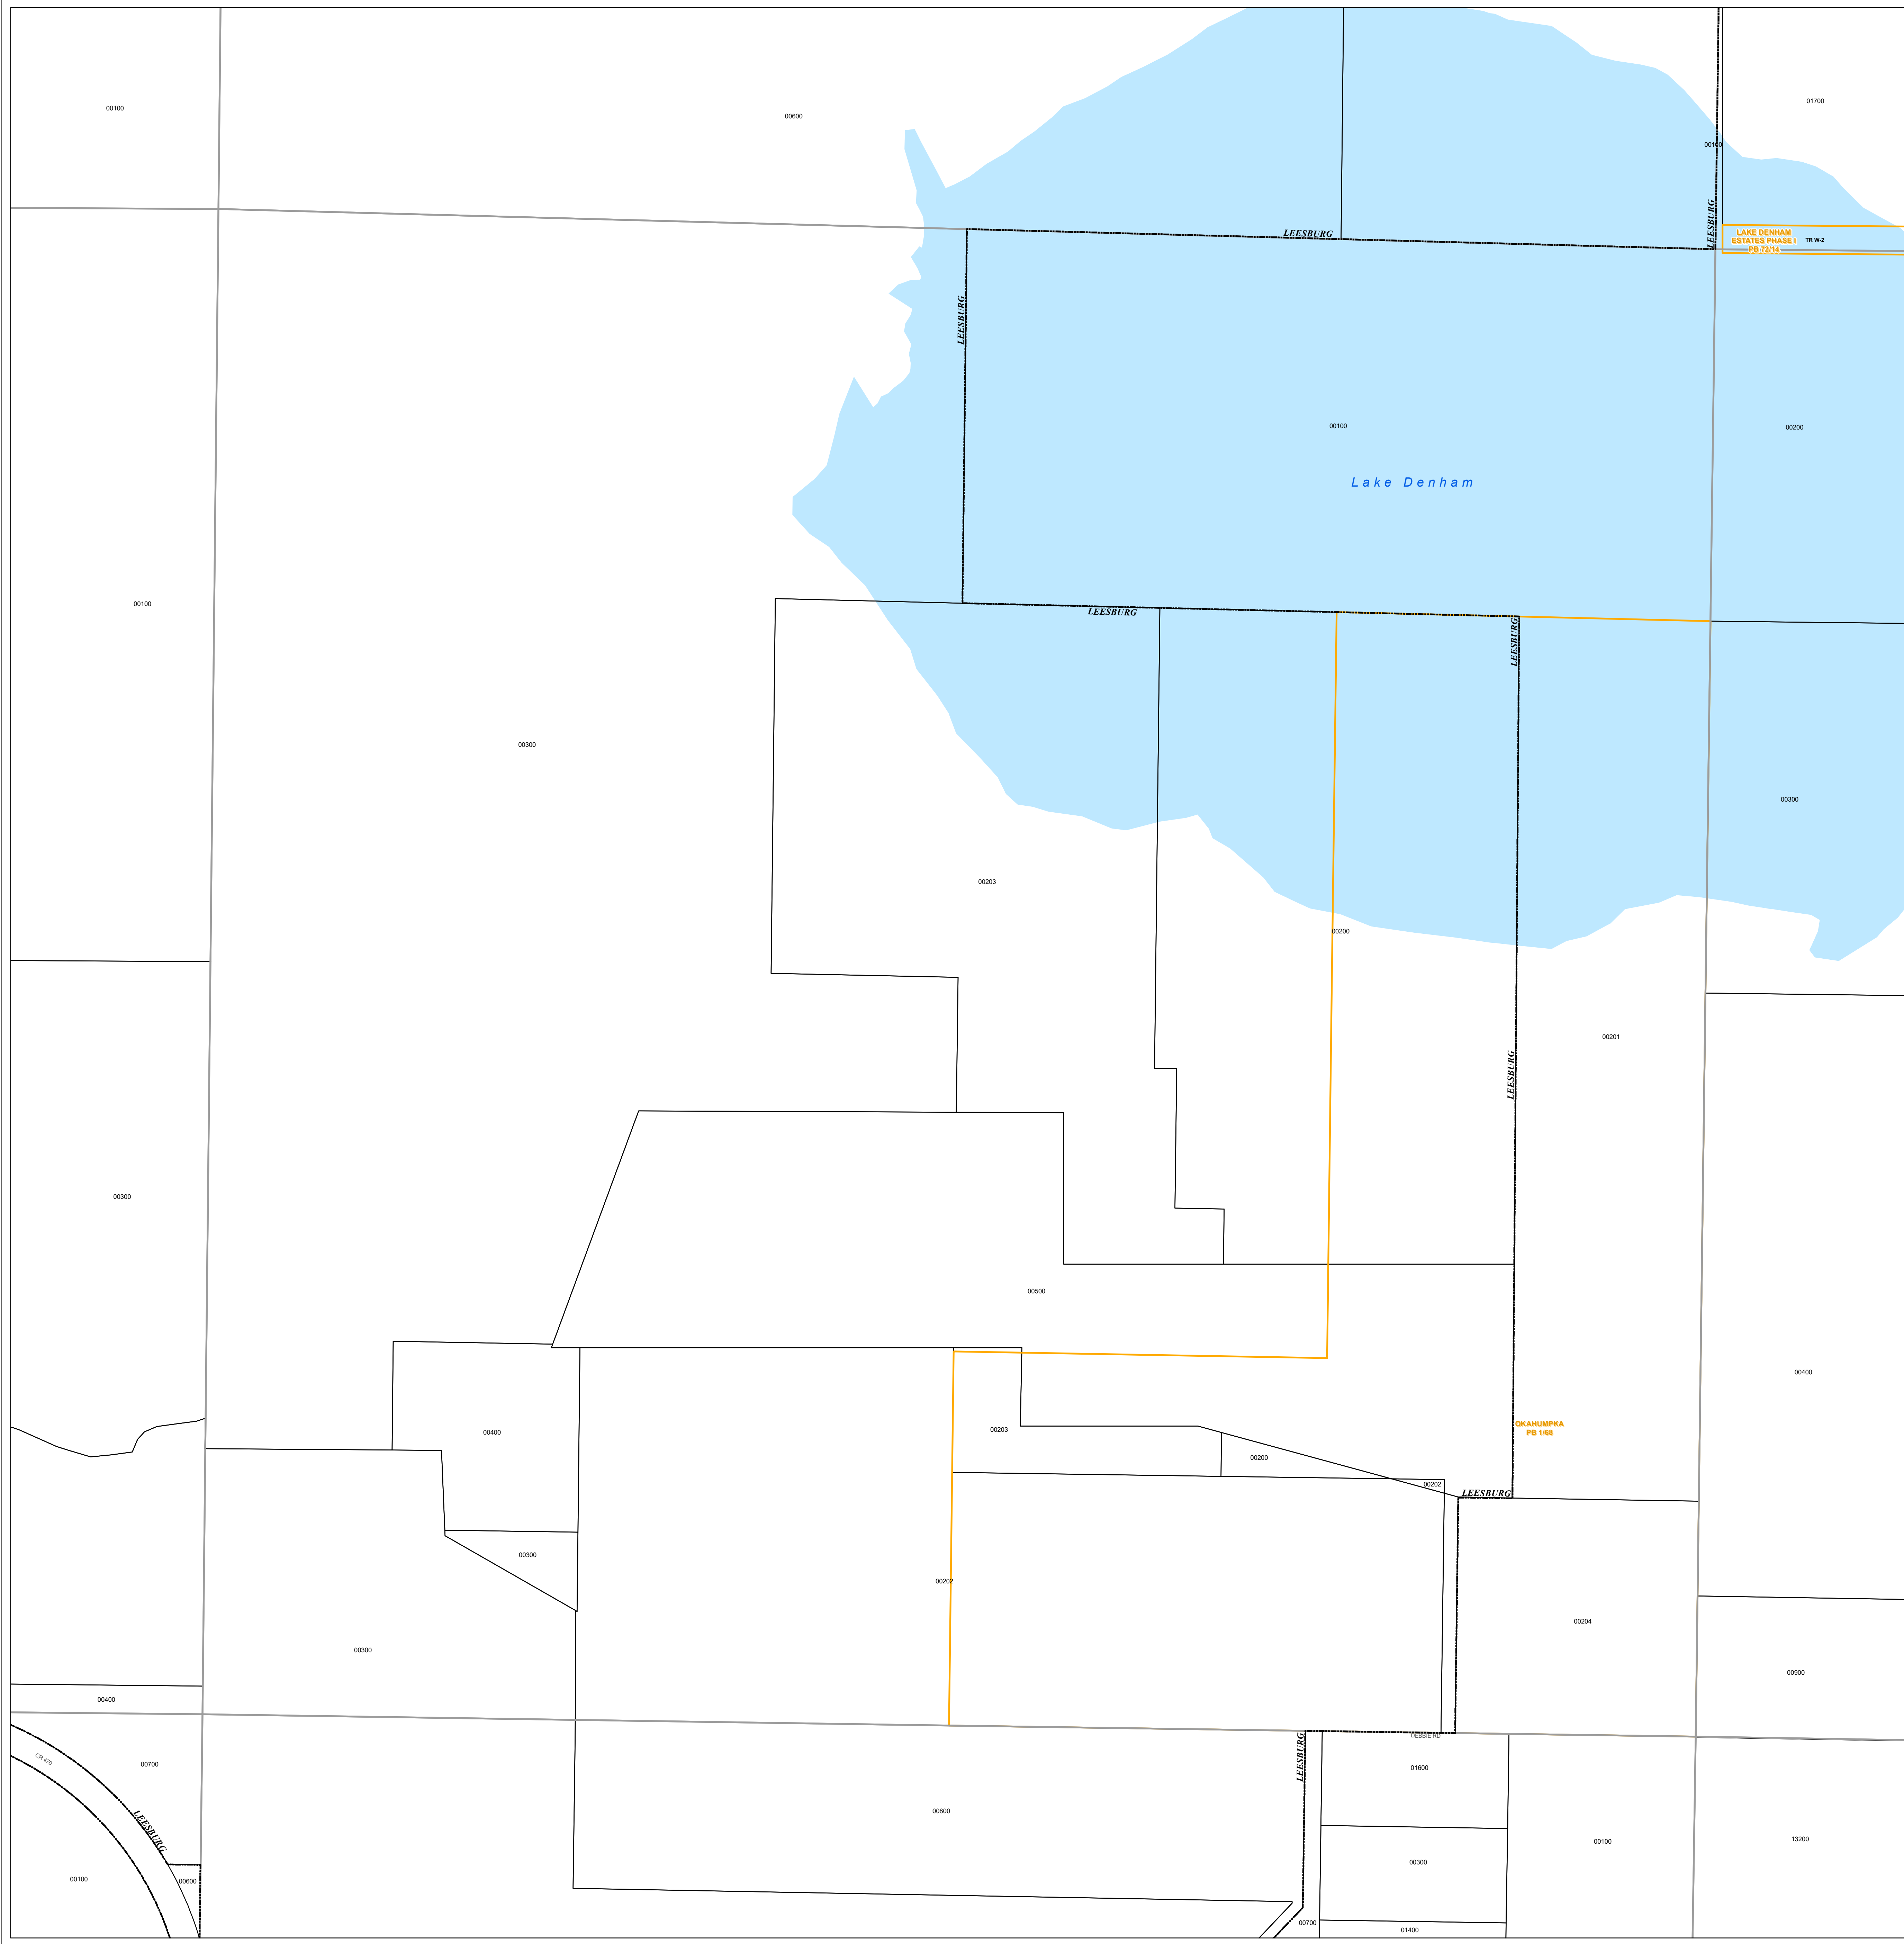 01700
00100
00600
00100
LEESBURG
LEESBURG
LAKE DENHAM
ESTATES PHASE I
PB 72/14
TR W-2
LEESBURG
00100
00200
Lake Denham
00100
LEESBURG
LEESBURG
00300
00300
00203
00200
00201
LEESBURG
00300
00500
00400
OKAHUMPKA
PB 1/68
00203
00400
00200
00202
LEESBURG
00300
00202
00204
00300
00900
00400
DEBBIE RD
LEESBURG
CR 470
00700
01600
00800
LEESBURG
13200
00100
00300
00100
00600
00700
01400